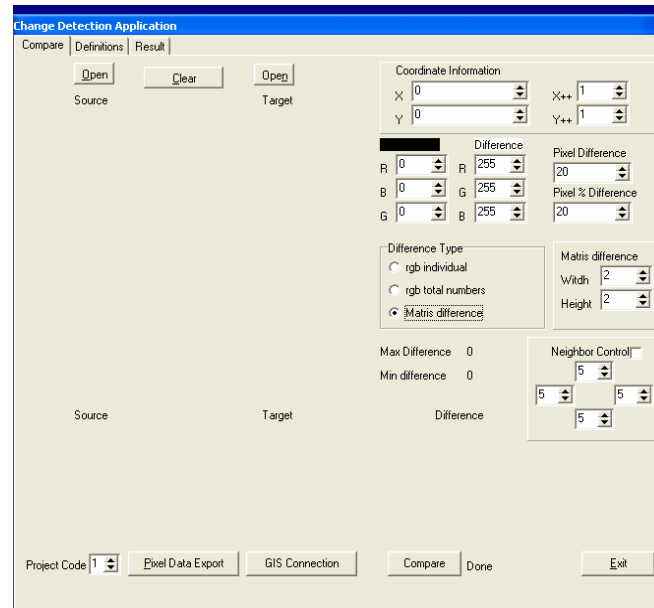 Change Detection Application
Compare Definitions Result
Open Clear Open
Source Target
Coordinate Information
X 0 X++ 1
Y 0 Y++ 1
Difference
R 0 R 255
B 0 G 255
G 0 B 255
Pixel Difference
20
Pixel % Difference
20
Difference Type
rgb individual
rgb total numbers
Matris difference
Matris difference
Witdh 2
Height 2
Max Difference 0
Min difference 0
Neighbor Control
5
5 5
5
Source Target Difference
Project Code 1 Pixel Data Export GIS Connection Compare Done Exit